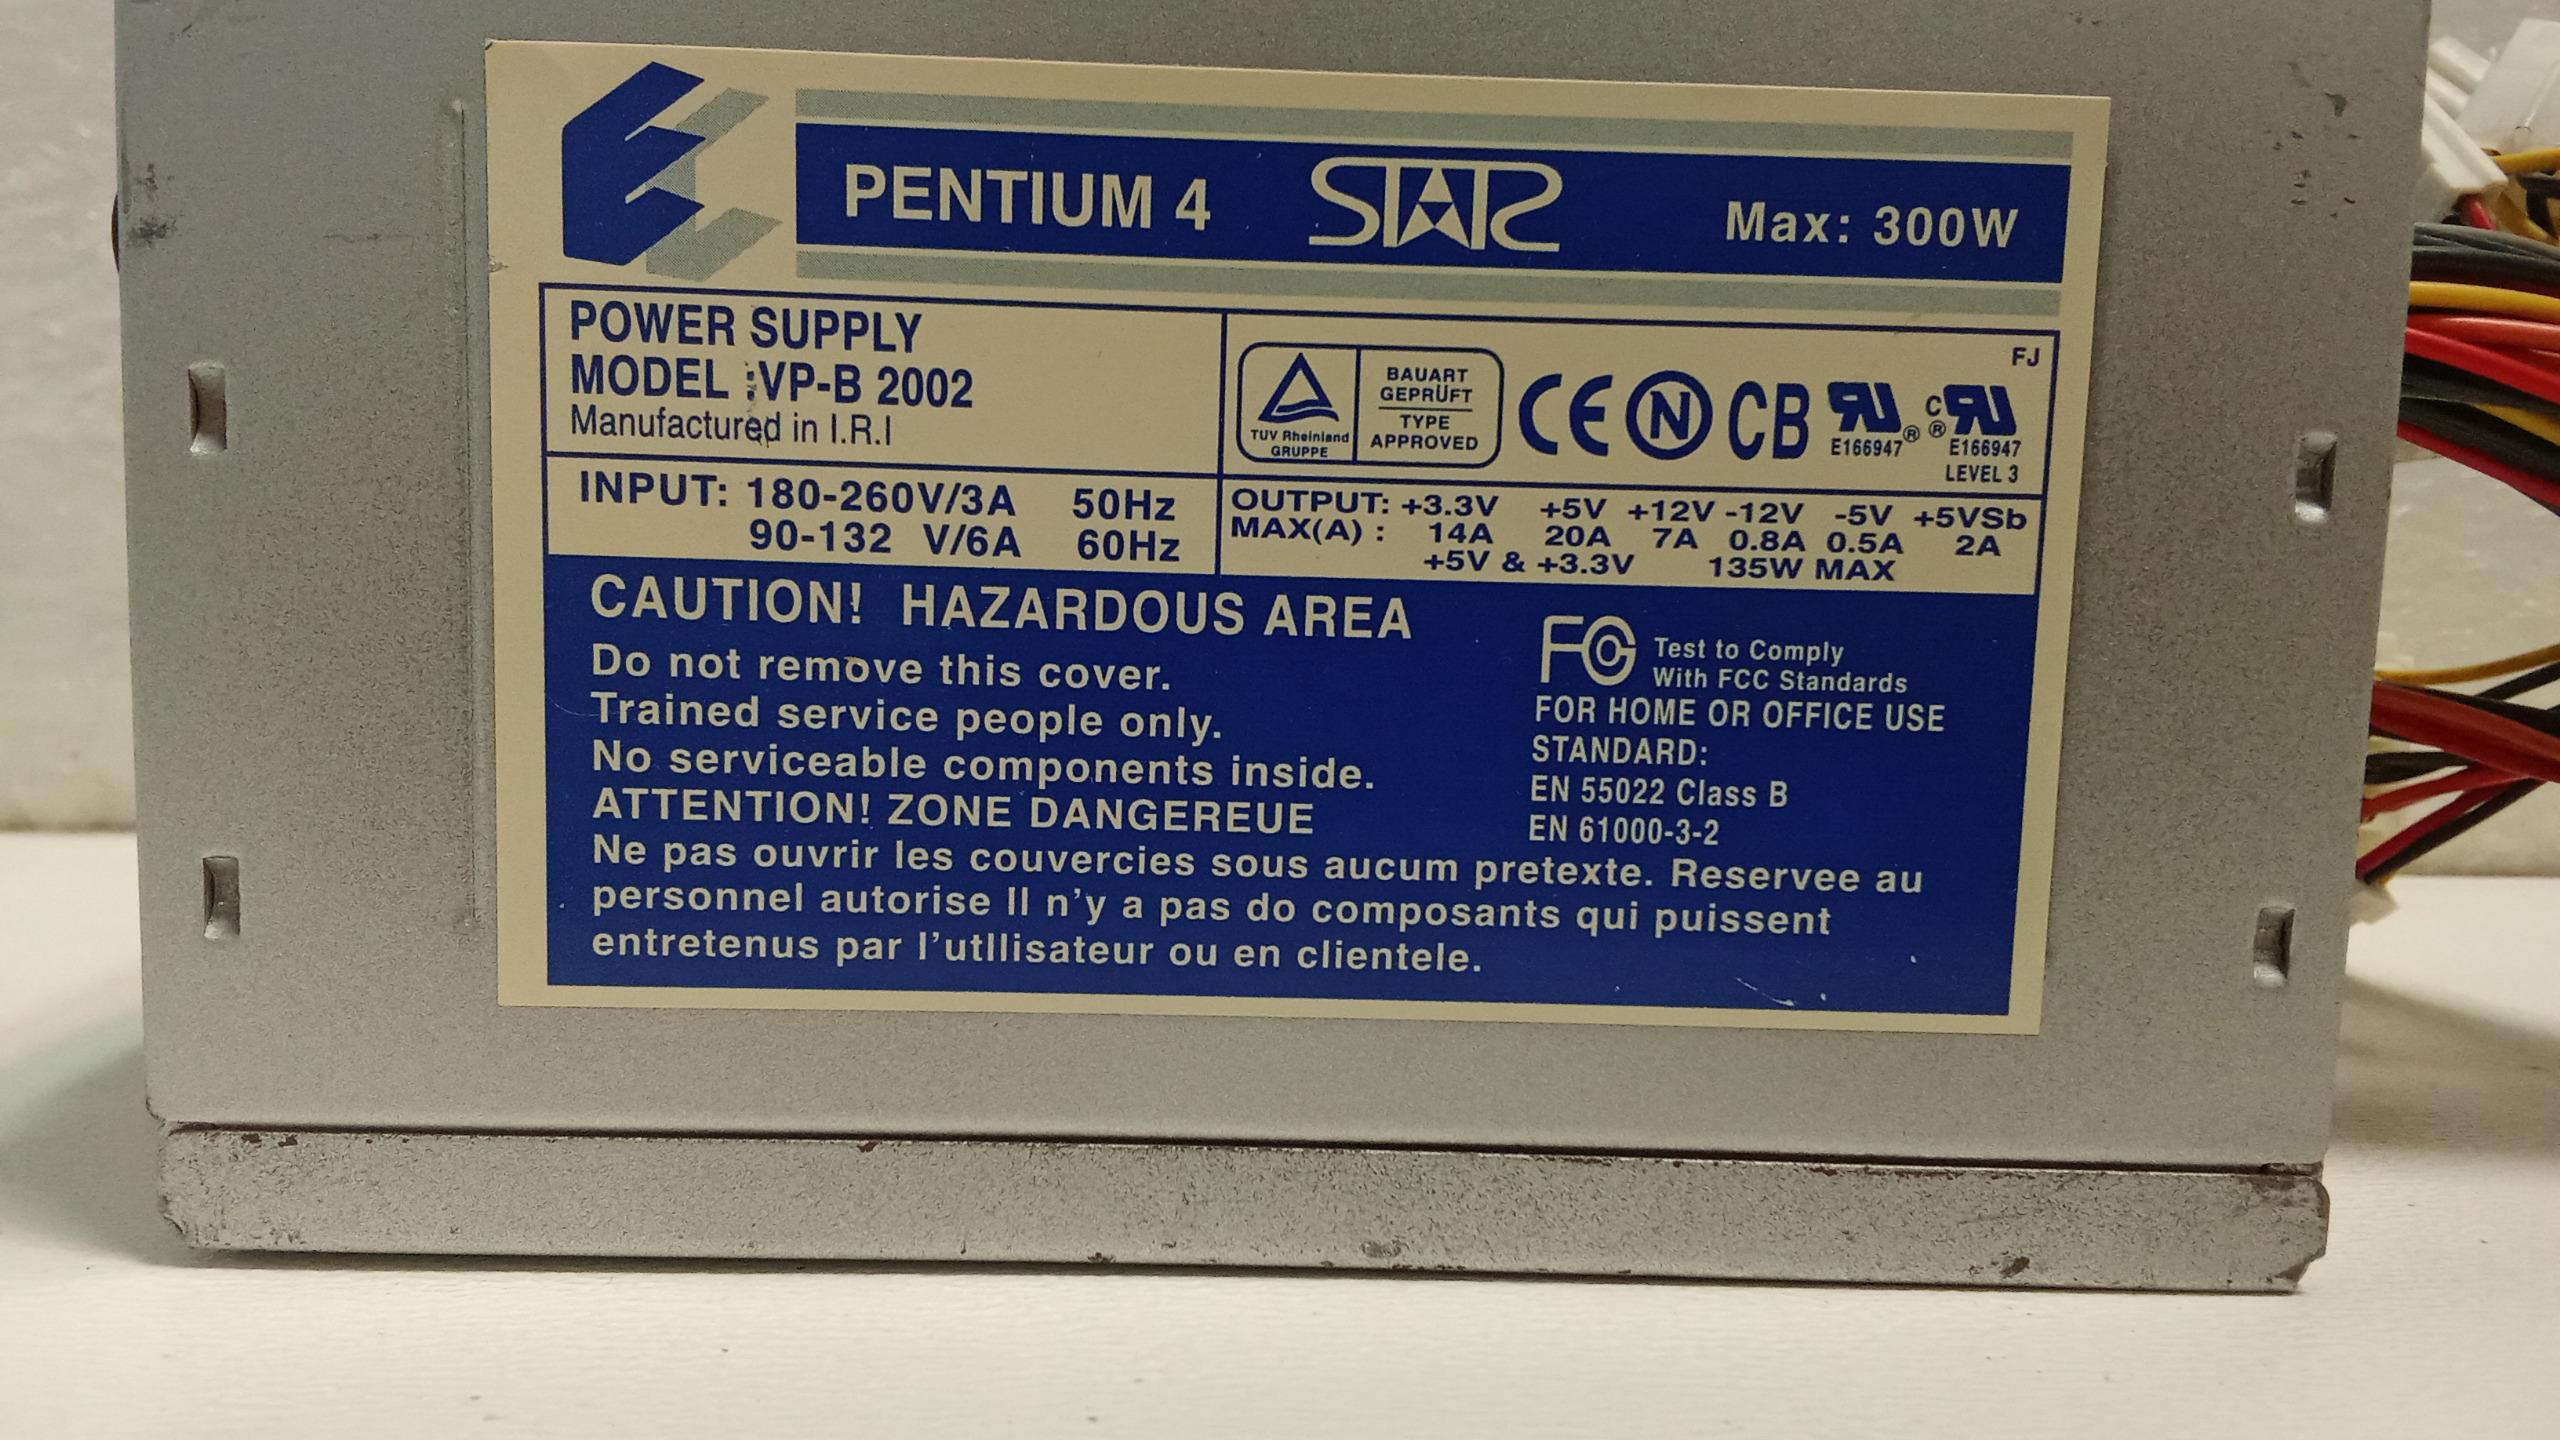 PENTIUM 4 STAR Max: 300W
POWER SUPPLY
MODEL :VP-B 2002
Manufactured in I.R.I
FJ
TUV Rheinland
GRUPPE
BAUART
GEPRÜFT
TYPE
APPROVED
CE N CB RU ® C RU ®
E166947 E166947
LEVEL 3
INPUT: 180-260V/3A 50Hz
90-132 V/6A 60Hz
OUTPUT: +3.3V +5V +12V -12V -5V +5VSb
MAX(A) : 14A 20A 7A 0.8A 0.5A 2A
+5V & +3.3V 135W MAX
CAUTION! HAZARDOUS AREA
Do not remove this cover.
Trained service people only.
No serviceable components inside.
FC Test to Comply
With FCC Standards
FOR HOME OR OFFICE USE
STANDARD:
EN 55022 Class B
EN 61000-3-2
ATTENTION! ZONE DANGEREUE
Ne pas ouvrir les couvercies sous aucum pretexte. Reservee au
personnel autorise Il n'y a pas do composants qui puissent
entretenus par l'utllisateur ou en clientele.